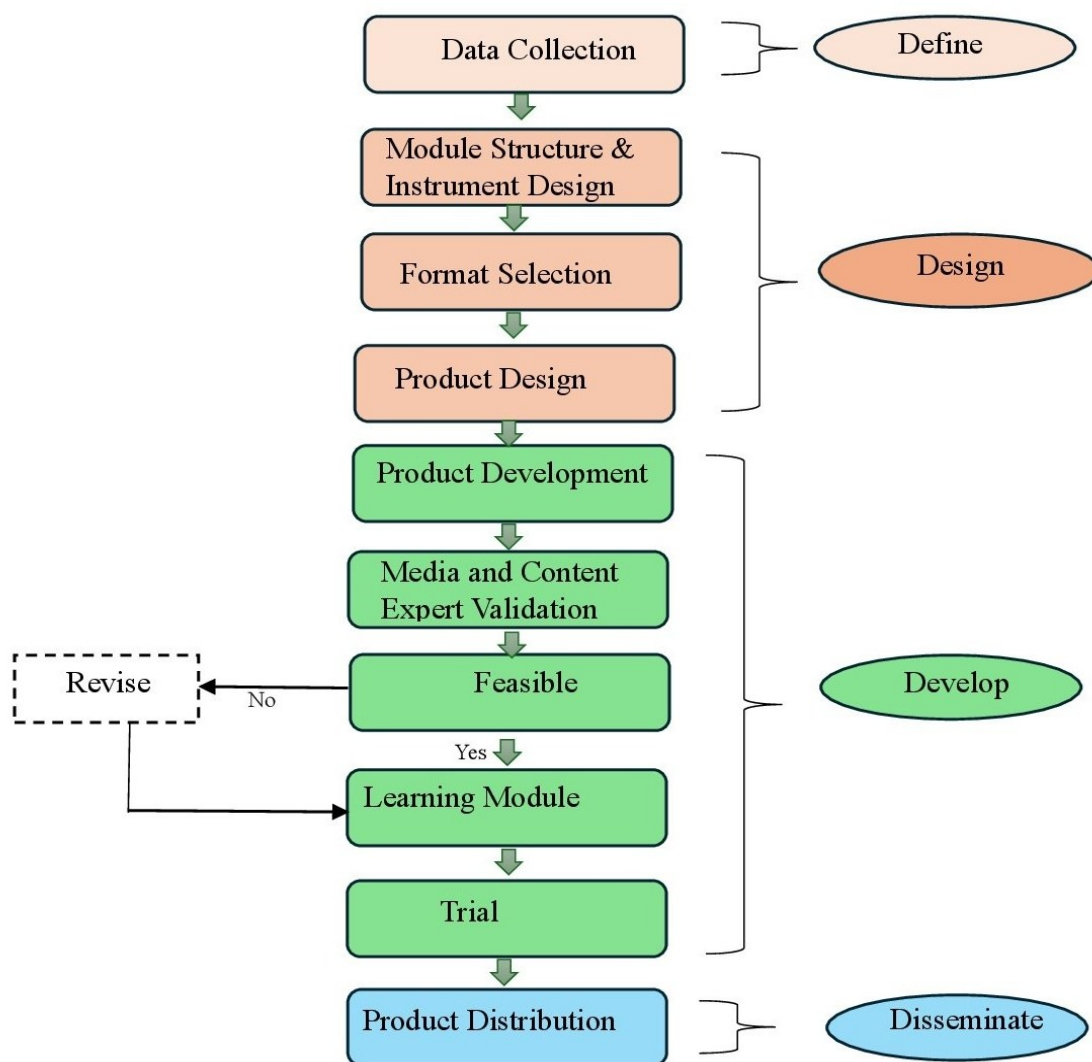 Data Collection
Define
Module Structure &
Instrument Design
Format Selection
Design
Product Design
Product Development
Media and Content
Expert Validation
Revise
No
Feasible
Develop
Yes
Learning Module
Trial
Product Distribution
Disseminate